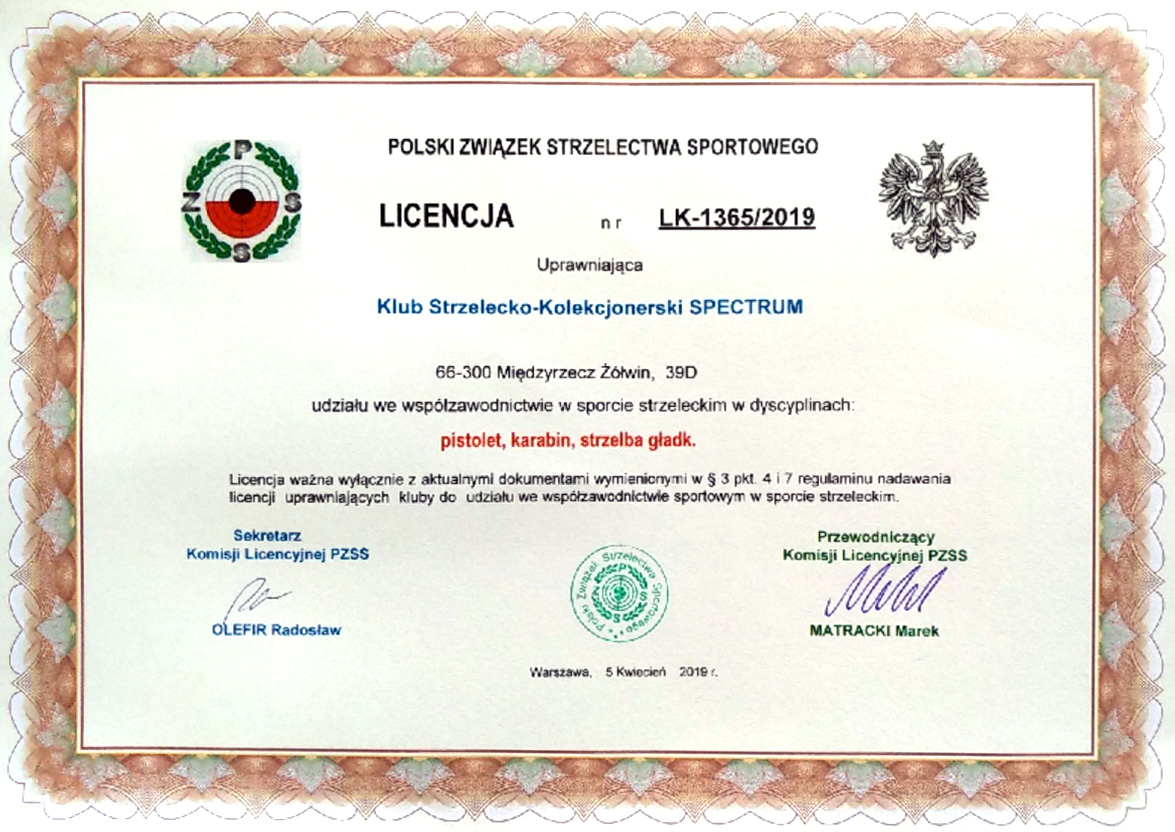 P
Z S
S
POLSKI ZWIĄZEK STRZELECTWA SPORTOWEGO
LICENCJA nr LK-1365/2019
Uprawniająca
Klub Strzelecko-Kolekcjonerski SPECTRUM
66-300 Międzyrzecz Żółwin, 39D
udziału we współzawodnictwie w sporcie strzeleckim w dyscyplinach:
pistolet, karabin, strzelba gładk.
Licencja ważna wyłącznie z aktualnymi dokumentami wymienionymi w § 3 pkt. 4 i 7 regulaminu nadawania
licencji uprawniających kluby do udziału we współzawodnictwie sportowym w sporcie strzeleckim.
Sekretarz
Komisji Licencyjnej PZSS
OLEFIR Radosław
Polski Związek Strzelectwa Sportowego
P
Z S
S
Przewodniczący
Komisji Licencyjnej PZSS
MATRACKI Marek
Warszawa, 5 Kwiecień 2019 r.